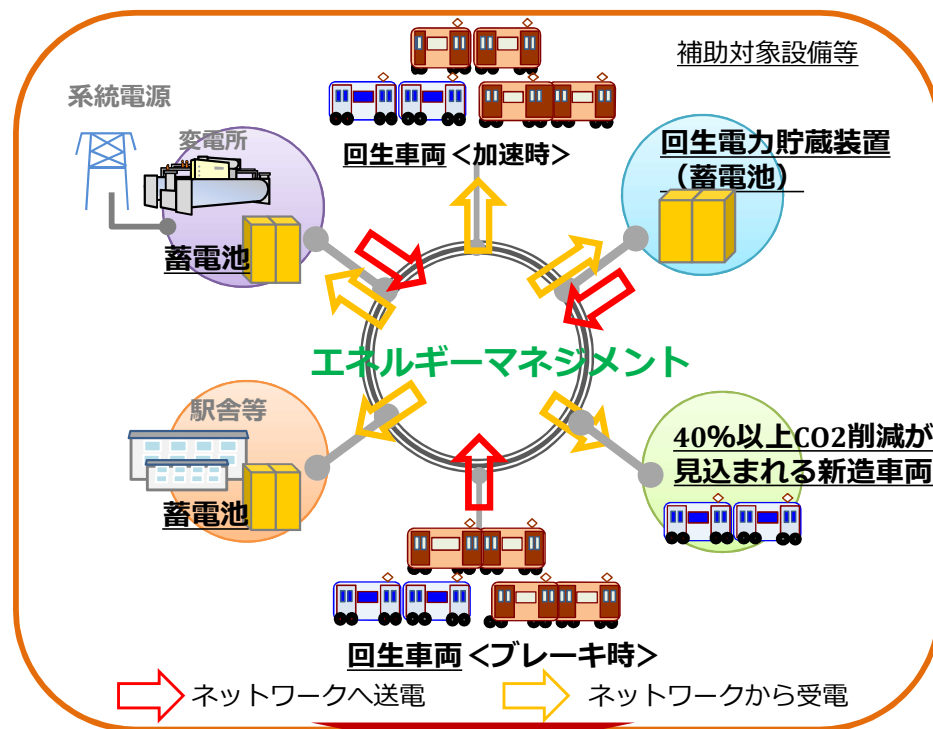 補助対象設備等
系統電源
変電所
蓄電池
回生車両<加速時>
回生電力貯蔵装置
（蓄電池）
エネルギーマネジメント
駅舎等
蓄電池
40%以上CO2削減が
見込まれる新造車両
回生車両<ブレーキ時>
ネットワークへ送電
ネットワークから受電